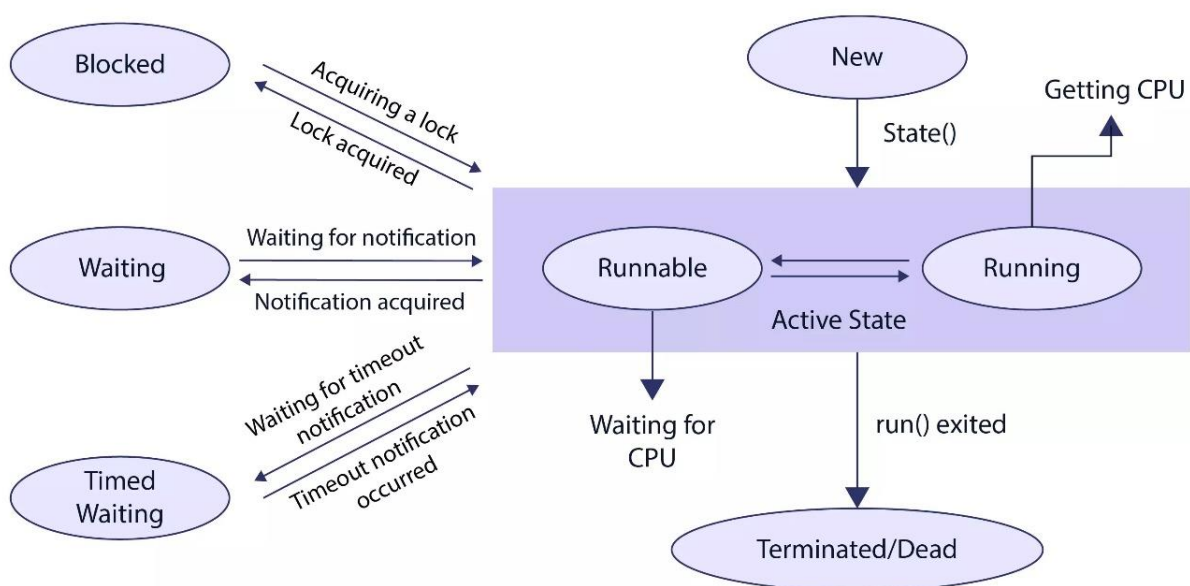 Blocked
New
Getting CPU
Acquiring a lock
Lock acquired
State()
Waiting
Waiting for notification
Notification acquired
Runnable
Running
Active State
Waiting for timeout
notification
Timeout notification
occurred
Waiting for
CPU
run() exited
Timed
Waiting
Terminated/Dead